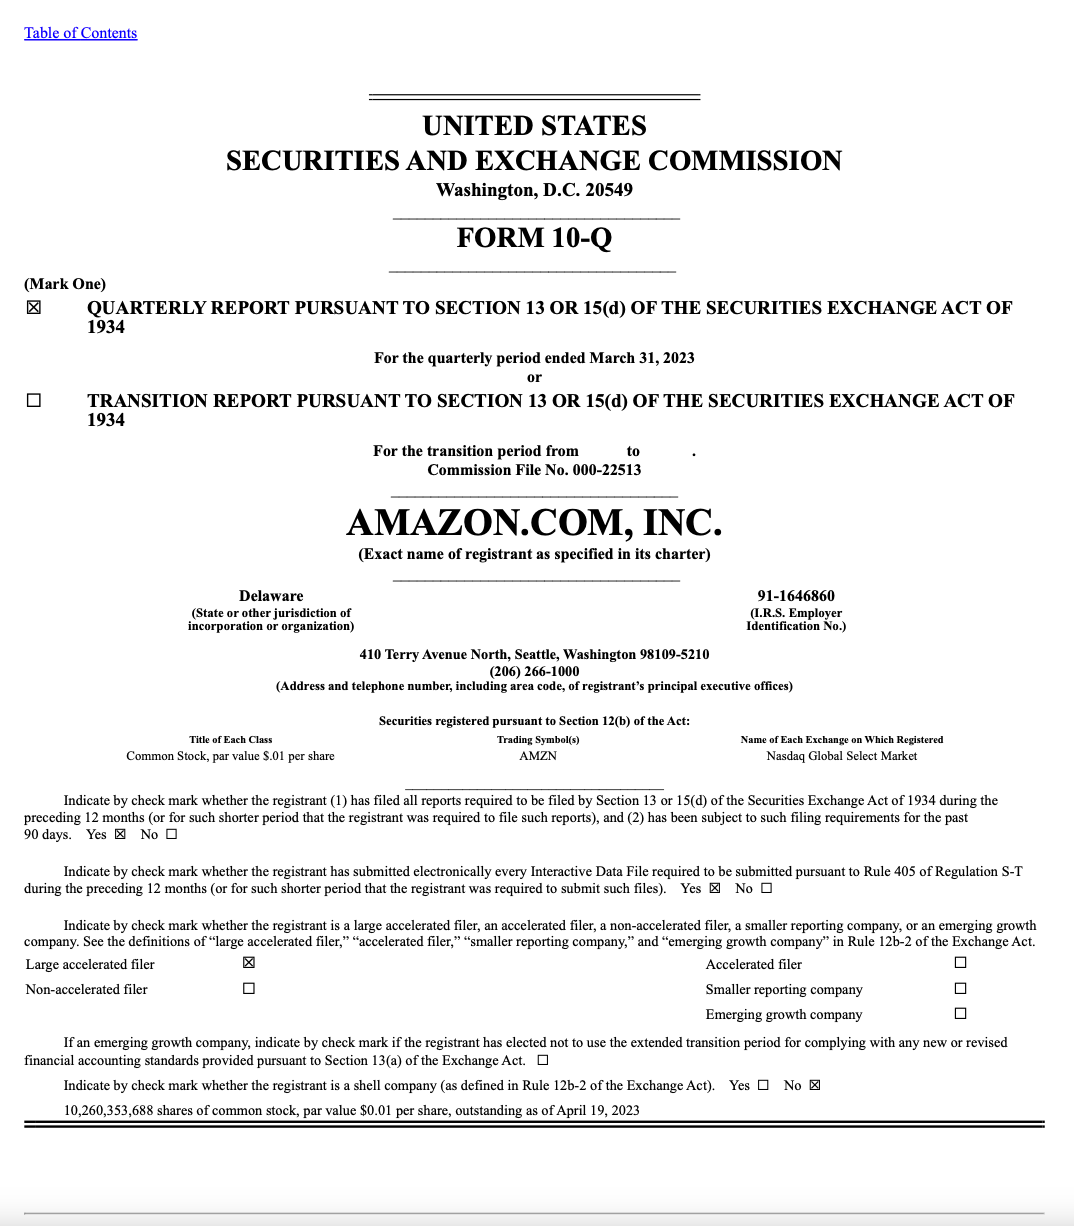 Table of Contents
UNITED STATES
SECURITIES AND EXCHANGE COMMISSION
Washington, D.C. 20549
____________________________________
FORM 10-Q
____________________________________
(Mark One)
☒ QUARTERLY REPORT PURSUANT TO SECTION 13 OR 15(d) OF THE SECURITIES EXCHANGE ACT OF
1934
For the quarterly period ended March 31, 2023
or
☐ TRANSITION REPORT PURSUANT TO SECTION 13 OR 15(d) OF THE SECURITIES EXCHANGE ACT OF
1934
For the transition period from to .
Commission File No. 000-22513
____________________________________
AMAZON.COM, INC.
(Exact name of registrant as specified in its charter)
____________________________________
Delaware 91-1646860
(State or other jurisdiction of (I.R.S. Employer
incorporation or organization) Identification No.)
410 Terry Avenue North, Seattle, Washington 98109-5210
(206) 266-1000
(Address and telephone number, including area code, of registrant’s principal executive offices)
Securities registered pursuant to Section 12(b) of the Act:
Title of Each Class Trading Symbol(s) Name of Each Exchange on Which Registered
Common Stock, par value $.01 per share AMZN Nasdaq Global Select Market
____________________________________
Indicate by check mark whether the registrant (1) has filed all reports required to be filed by Section 13 or 15(d) of the Securities Exchange Act of 1934 during the
preceding 12 months (or for such shorter period that the registrant was required to file such reports), and (2) has been subject to such filing requirements for the past
90 days. Yes ☒ No ☐
Indicate by check mark whether the registrant has submitted electronically every Interactive Data File required to be submitted pursuant to Rule 405 of Regulation S-T
during the preceding 12 months (or for such shorter period that the registrant was required to submit such files). Yes ☒ No ☐
Indicate by check mark whether the registrant is a large accelerated filer, an accelerated filer, a non-accelerated filer, a smaller reporting company, or an emerging growth
company. See the definitions of “large accelerated filer,” “accelerated filer,” “smaller reporting company,” and “emerging growth company” in Rule 12b-2 of the Exchange Act.
Large accelerated filer ☒ Accelerated filer ☐
Non-accelerated filer ☐ Smaller reporting company ☐
Emerging growth company ☐
If an emerging growth company, indicate by check mark if the registrant has elected not to use the extended transition period for complying with any new or revised
financial accounting standards provided pursuant to Section 13(a) of the Exchange Act. ☐
Indicate by check mark whether the registrant is a shell company (as defined in Rule 12b-2 of the Exchange Act). Yes ☐ No ☒
10,260,353,688 shares of common stock, par value $0.01 per share, outstanding as of April 19, 2023